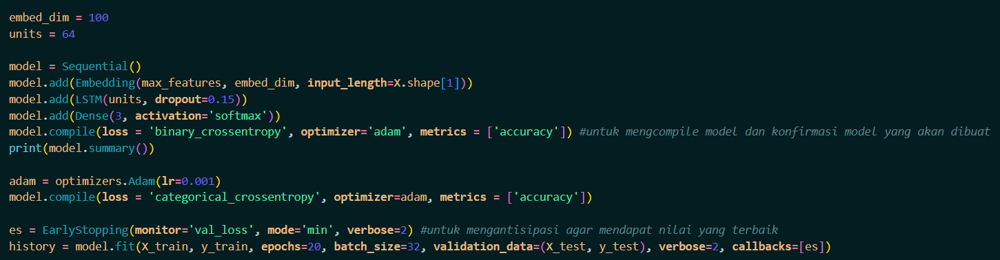 embed_dim = 100
units = 64
model = Sequential()
model.add(Embedding(max_features, embed_dim, input_length=X.shape[1]))
model.add(LSTM(units, dropout=0.15))
model.add(Dense(3, activation='softmax'))
model.compile(loss = 'binary_crossentropy', optimizer='adam', metrics = ['accuracy']) #untuk mengcompile model dan konfirmasi model yang akan dibuat
print(model.summary())
adam = optimizers.Adam(lr=0.001)
model.compile(loss = 'categorical_crossentropy', optimizer=adam, metrics = ['accuracy'])
es = EarlyStopping(monitor='val_loss', mode='min', verbose=2) #untuk mengantisipasi agar mendapat nilai yang terbaik
history = model.fit(X_train, y_train, epochs=20, batch_size=32, validation_data=(X_test, y_test), verbose=2, callbacks=[es])